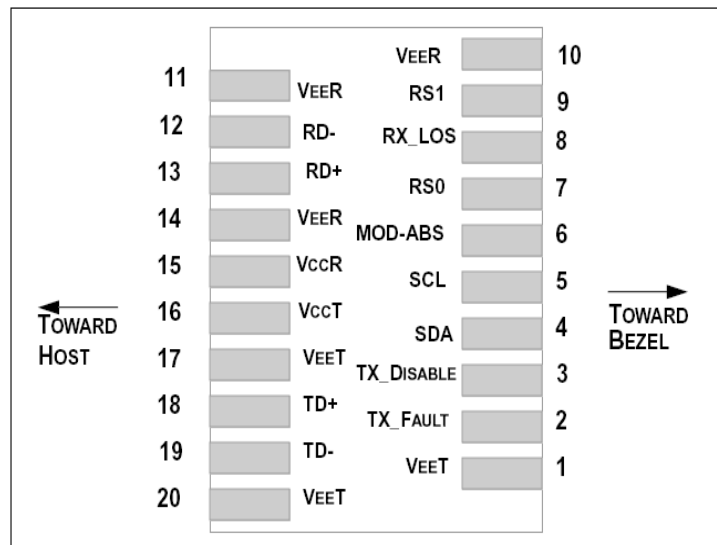 VEER 10
11 VEER
RS1 9
12 RD-
RX_LOS 8
13 RD+
RS0 7
14 VEER
MOD-ABS 6
15 VCCR
SCL 5
16 VCCT
TOWARD HOST
TOWARD BEZEL
SDA 4
17 VEET
TX_DISABLE 3
18 TD+
TX_FAULT 2
19 TD-
VEET 1
20 VEET